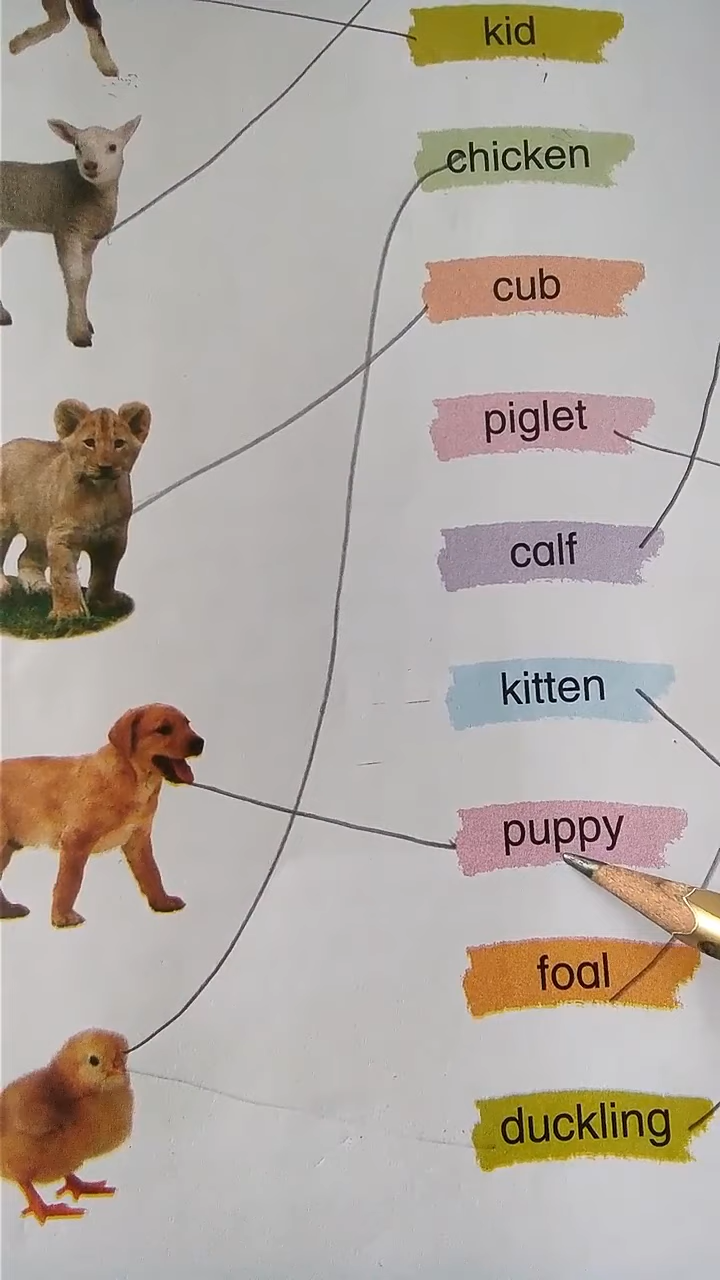 kid
chicken
cub
piglet
calf
kitten
puppy
foal
duckling